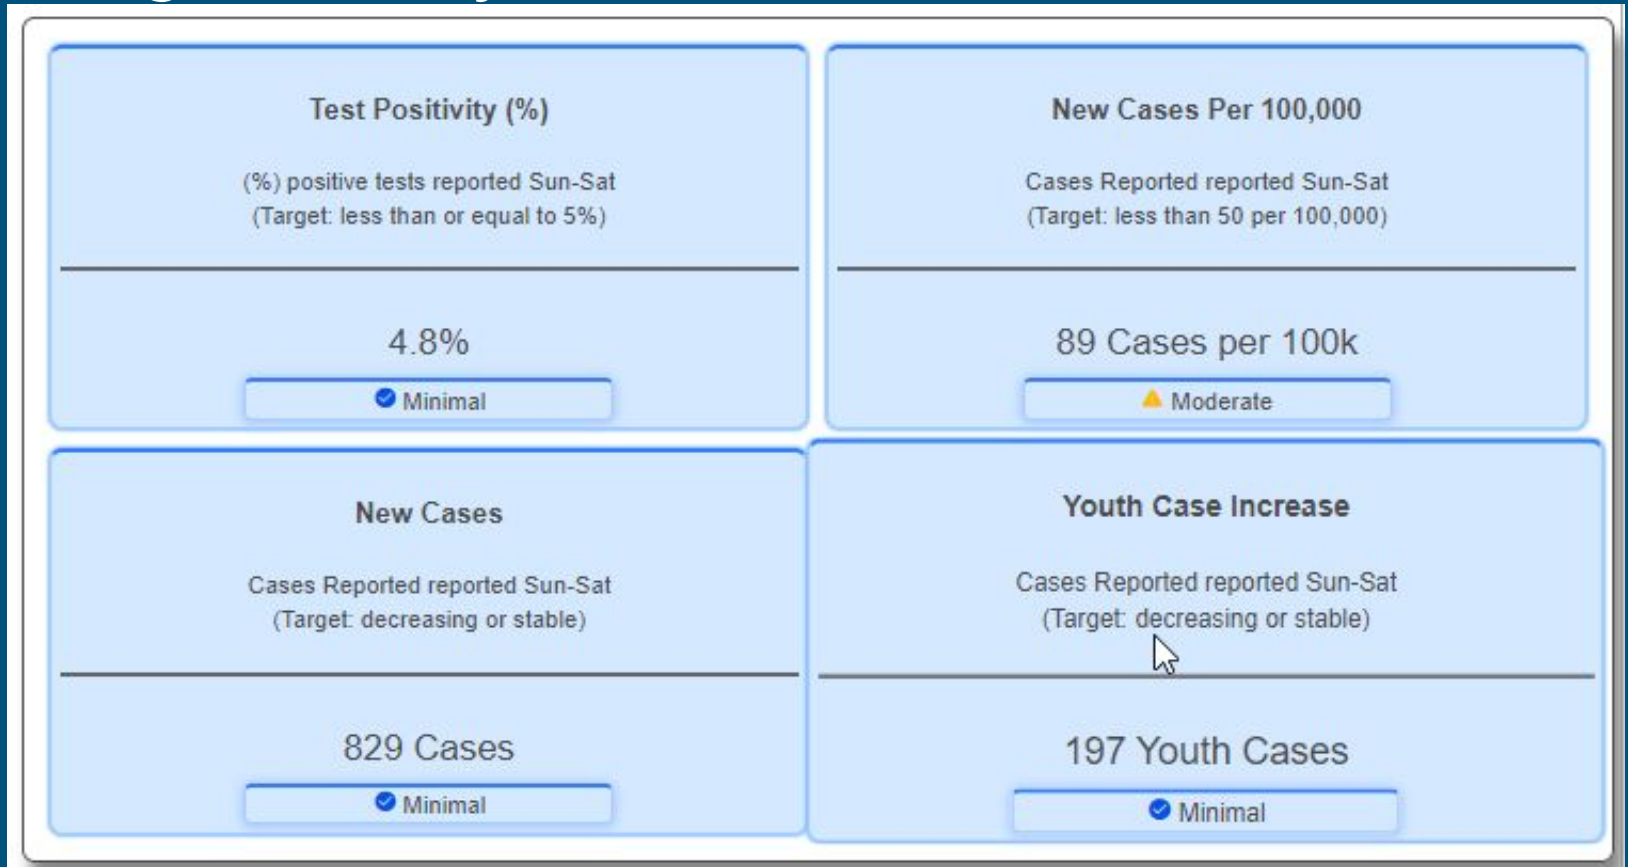 Test Positivity (%)
(%) positive tests reported Sun-Sat
(Target: less than or equal to 5%)
4.8%
Minimal
New Cases Per 100,000
Cases Reported reported Sun-Sat
(Target: less than 50 per 100,000)
89 Cases per 100k
Moderate
New Cases
Cases Reported reported Sun-Sat
(Target: decreasing or stable)
829 Cases
Minimal
Youth Case Increase
Cases Reported reported Sun-Sat
(Target: decreasing or stable)
197 Youth Cases
Minimal